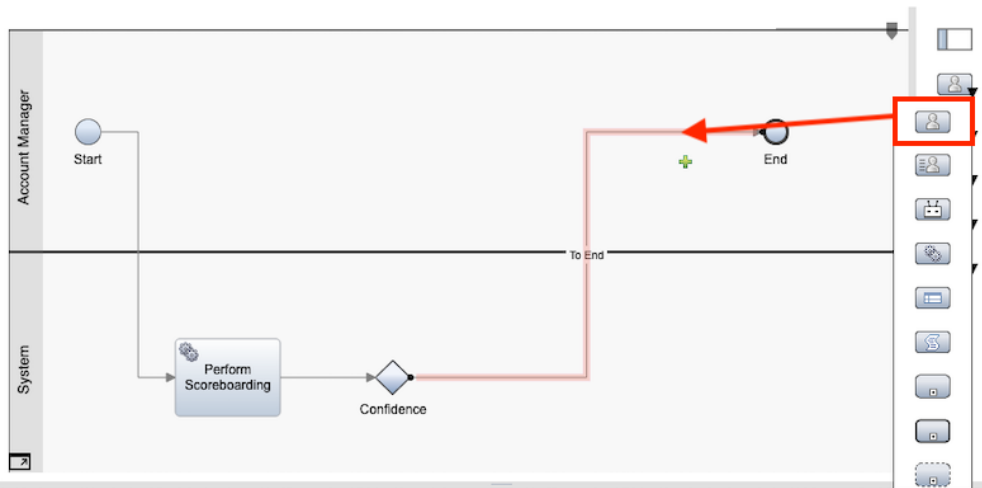 Account Manager
Start
End
To End
System
Perform
Scoreboarding
Confidence